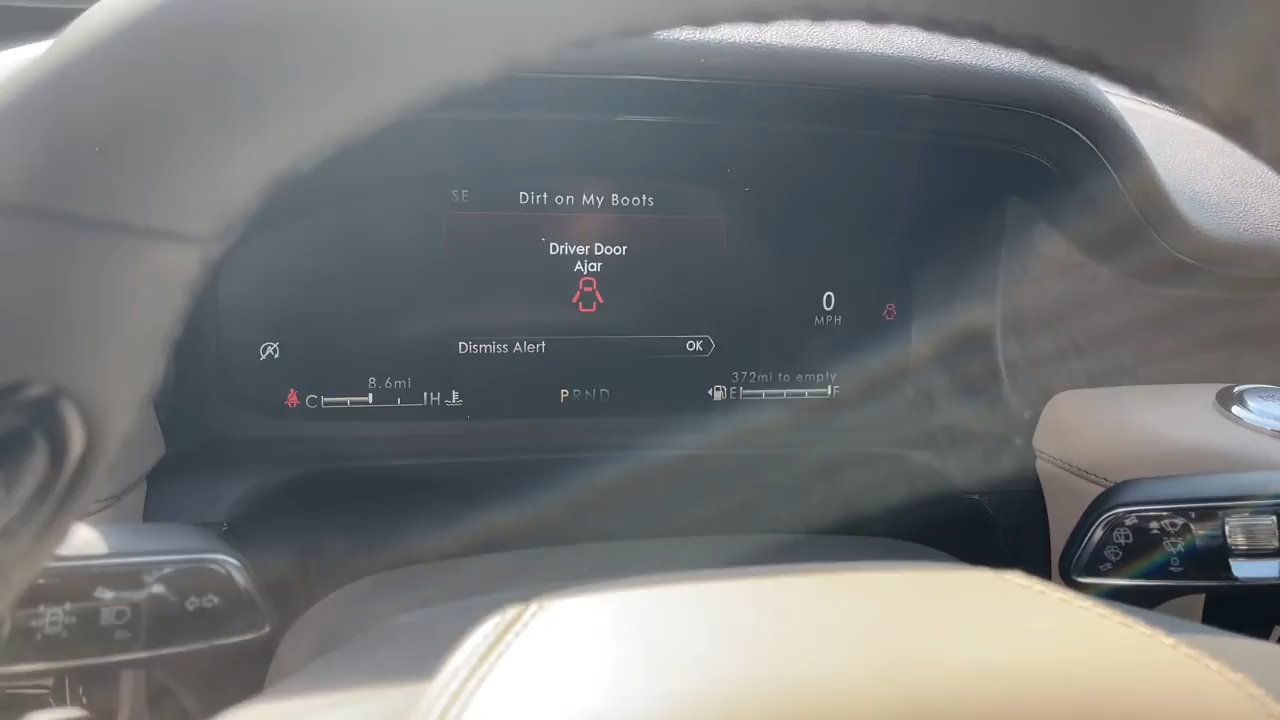 SE Dirt on My Boots
Driver Door
Ajar
0
MPH
Dismiss Alert OK
8.6mi
372mi to empty
C H
PRND
E F